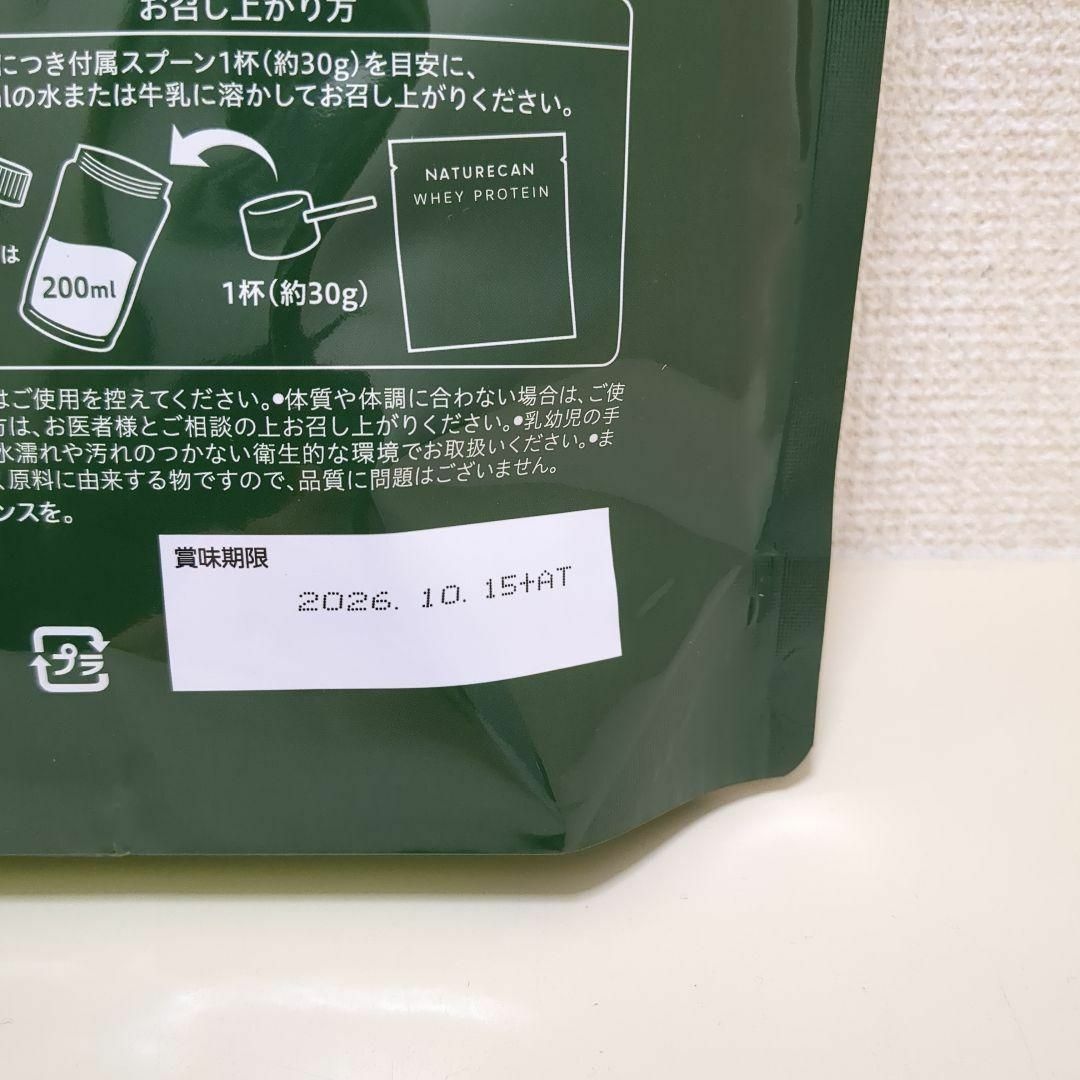 お召し上がり方
につき付属スプーン1杯(約30g)を目安に、
mlの水または牛乳に溶かしてお召し上がりください。
NATURECAN
WHEY PROTEIN
は
200ml
1杯(約30g)
はご使用を控えてください。●体質や体調に合わない場合は、ご使
方は、お医者様とご相談の上お召し上がりください。●乳幼児の手
水濡れや汚れのつかない衛生的な環境でお取扱いください。●ま
、原料に由来する物ですので、品質に問題はございません。
ンスを。
賞味期限
2026. 10. 15+AT
プラ